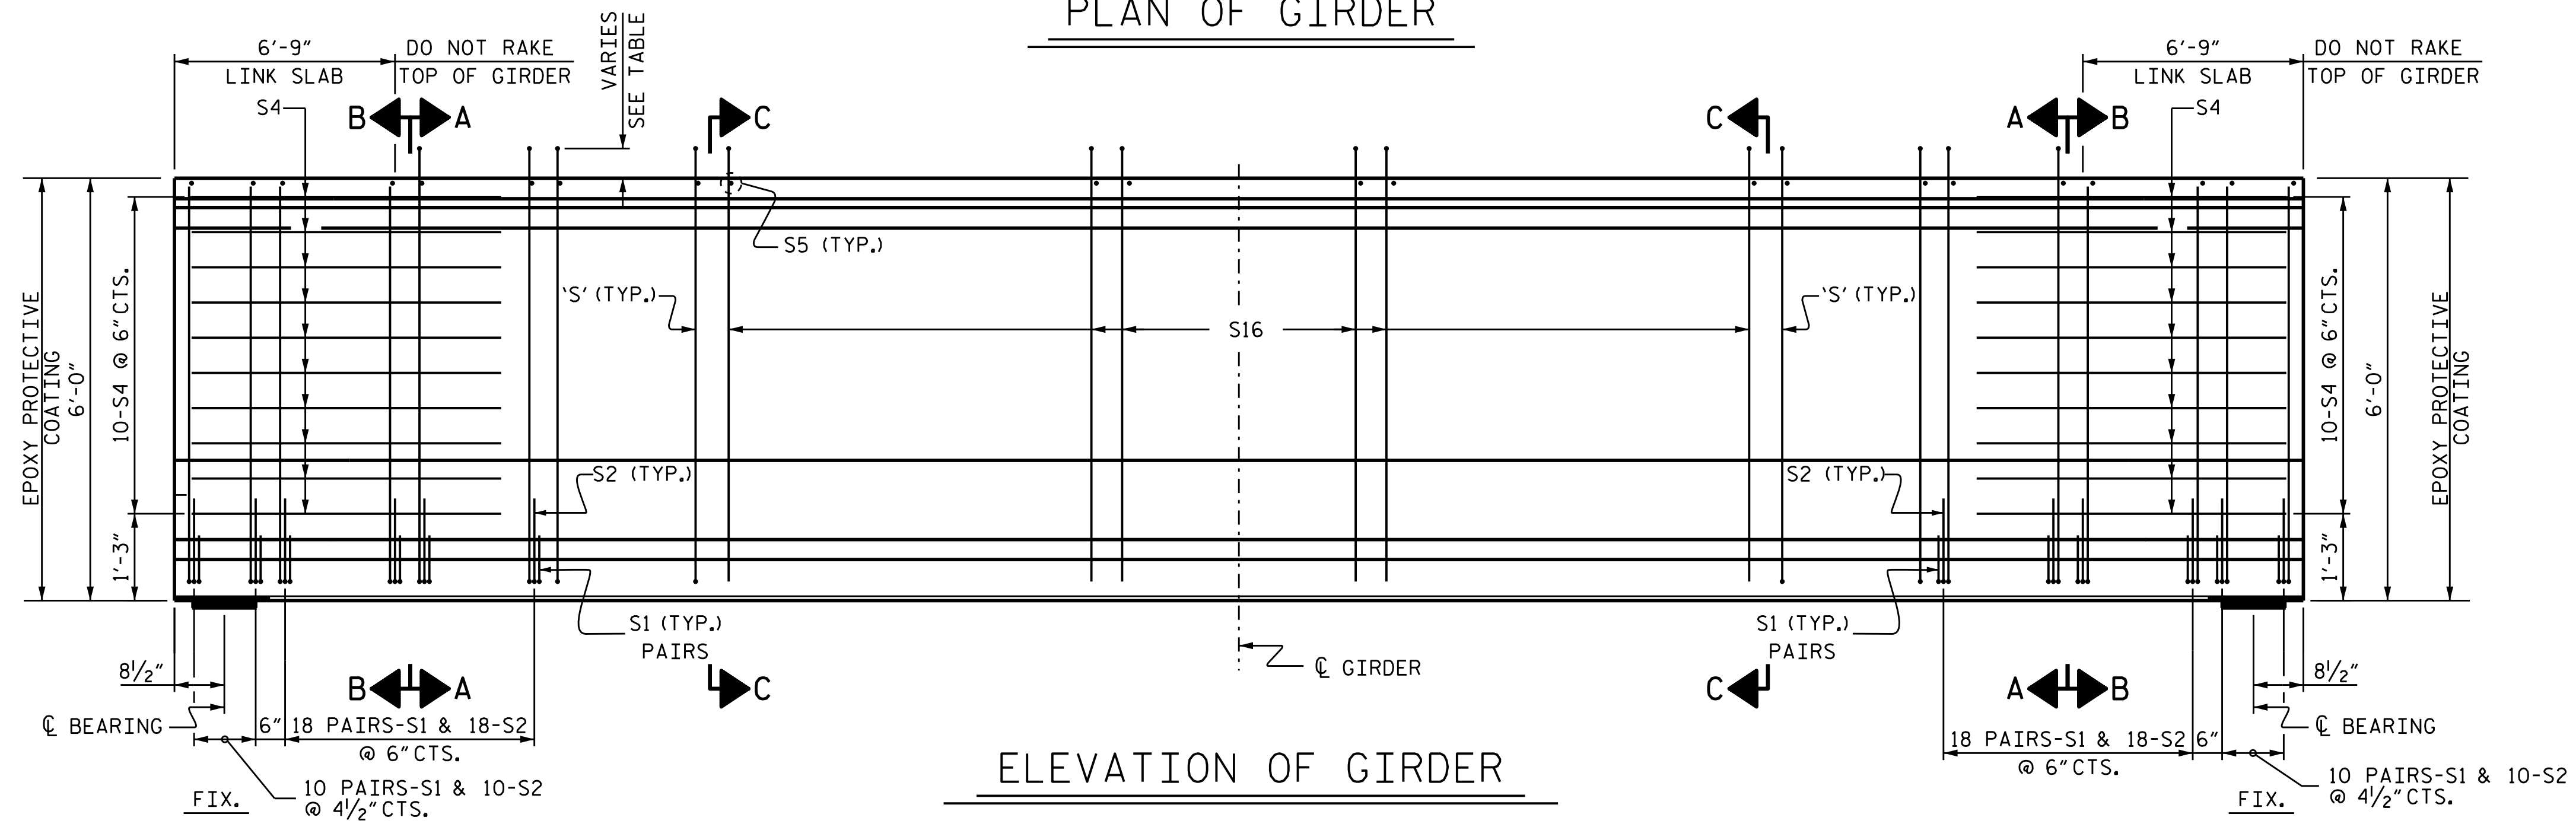 PLAN OF GIRDER
6'-9"
LINK SLAB
DO NOT RAKE
TOP OF GIRDER
VARIES
SEE TABLE
6'-9"
LINK SLAB
DO NOT RAKE
TOP OF GIRDER
S4
B
A
C
C
A
B
S4
S5 (TYP.)
'S' (TYP.)
S16
'S' (TYP.)
EPOXY PROTECTIVE
COATING
6'-0"
10-S4 @ 6" CTS.
1'-3"
10-S4 @ 6" CTS.
1'-3"
6'-0"
EPOXY PROTECTIVE
COATING
S2 (TYP.)
S2 (TYP.)
S1 (TYP.)
PAIRS
S1 (TYP.)
PAIRS
℄ GIRDER
8½"
B
A
C
C
A
B
8½"
℄ BEARING
6"
18 PAIRS-S1 & 18-S2
@ 6" CTS.
10 PAIRS-S1 & 10-S2
@ 4½" CTS.
FIX.
ELEVATION OF GIRDER
℄ BEARING
18 PAIRS-S1 & 18-S2
@ 6" CTS.
6"
10 PAIRS-S1 & 10-S2
@ 4½" CTS.
FIX.